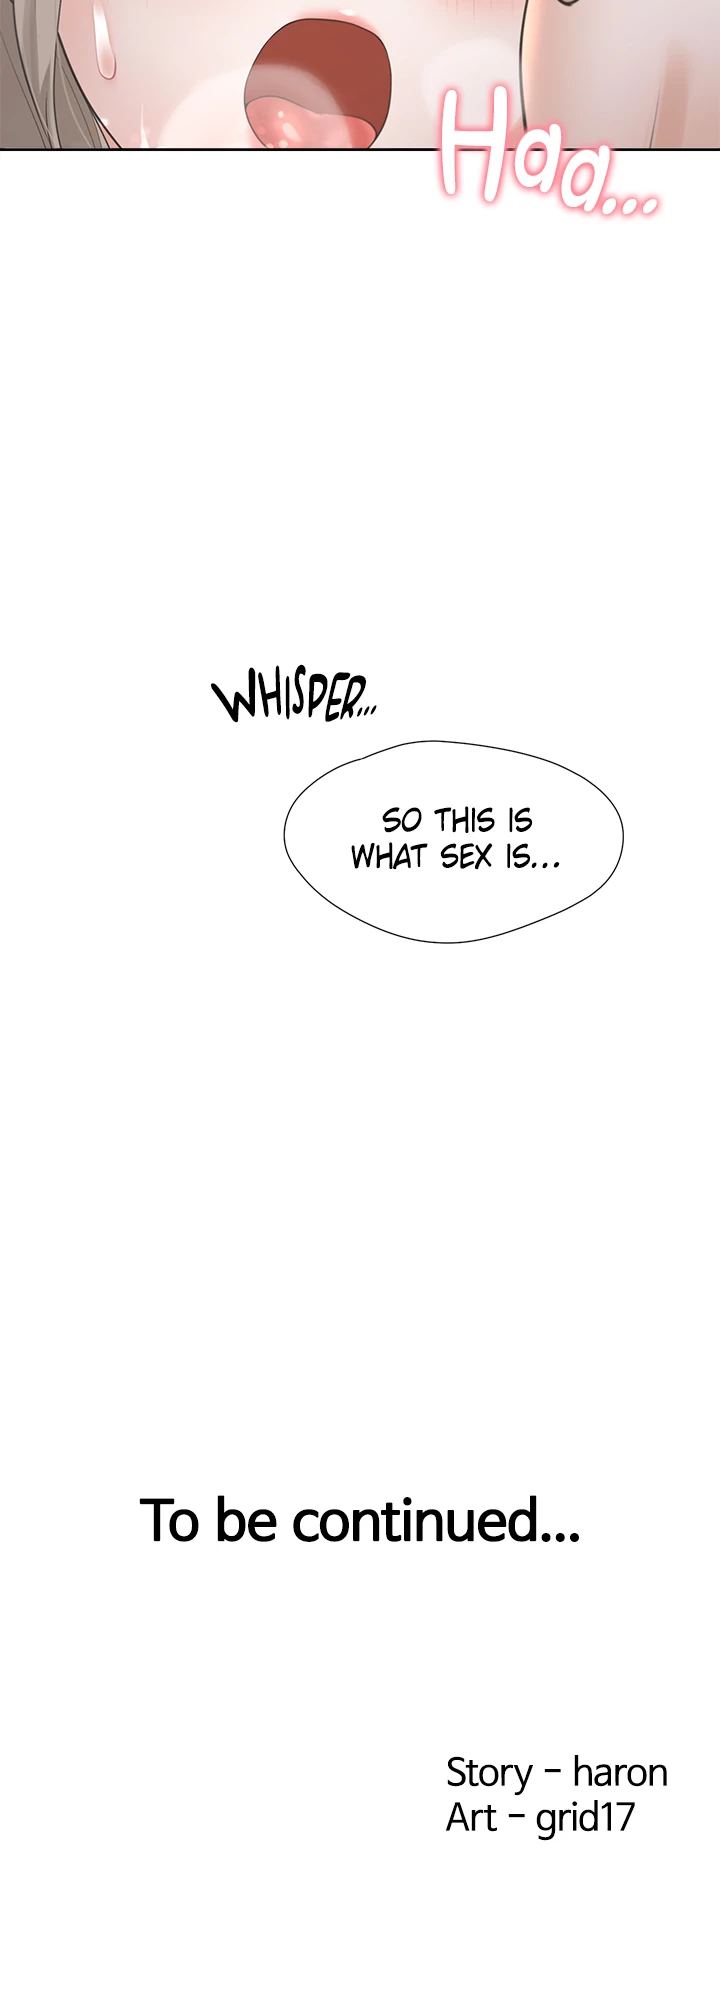 Haa...
WHISPER...
SO THIS IS
WHAT SEX IS...
To be continued...
Story - haron
Art - grid17